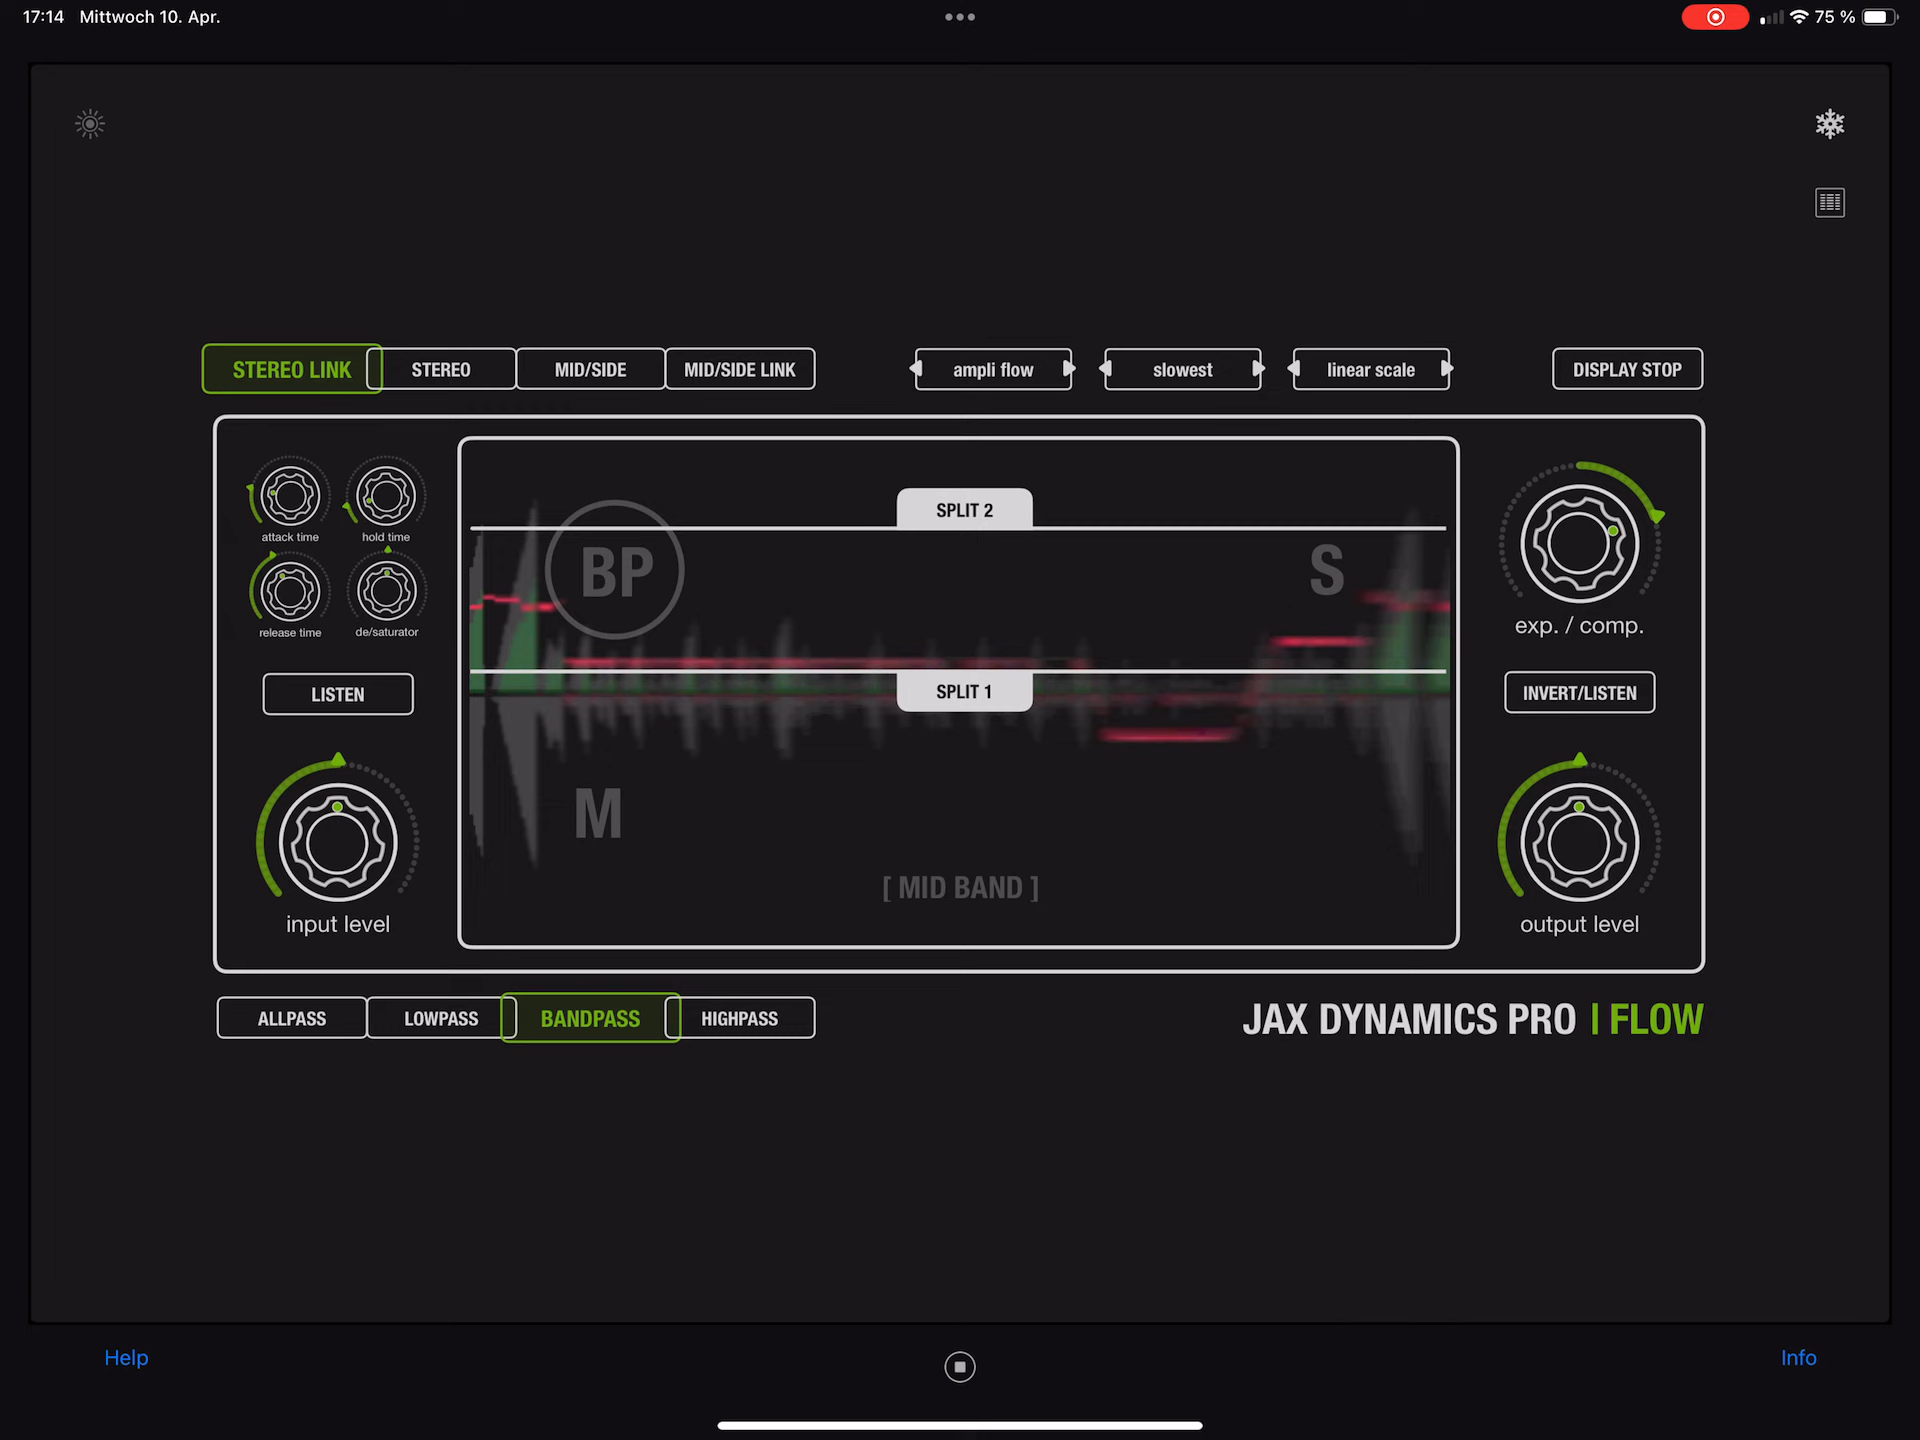 17:14 Mittwoch 10. Apr.
75 %
STEREO LINK STEREO MID/SIDE MID/SIDE LINK ampli flow slowest linear scale DISPLAY STOP
attack time hold time
release time de/saturator
LISTEN
input level
SPLIT 2
BP S
SPLIT 1
M
[ MID BAND ]
exp. / comp.
INVERT/LISTEN
output level
ALLPASS LOWPASS BANDPASS HIGHPASS
JAX DYNAMICS PRO | FLOW
Help
Info